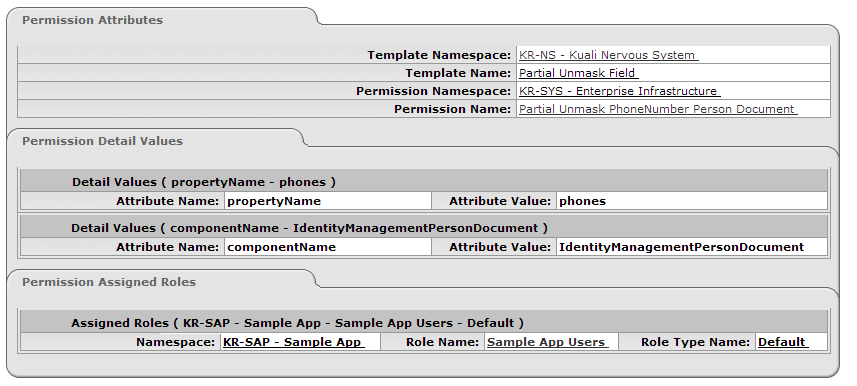 Permission Attributes
Template Namespace: KR-NS - Kuali Nervous System
Template Name: Partial Unmask Field
Permission Namespace: KR-SYS - Enterprise Infrastructure
Permission Name: Partial Unmask PhoneNumber Person Document
Permission Detail Values
Detail Values ( propertyName - phones )
Attribute Name: propertyName Attribute Value: phones
Detail Values ( componentName - IdentityManagementPersonDocument )
Attribute Name: componentName Attribute Value: IdentityManagementPersonDocument
Permission Assigned Roles
Assigned Roles ( KR-SAP - Sample App - Sample App Users - Default )
Namespace: KR-SAP - Sample App Role Name: Sample App Users Role Type Name: Default